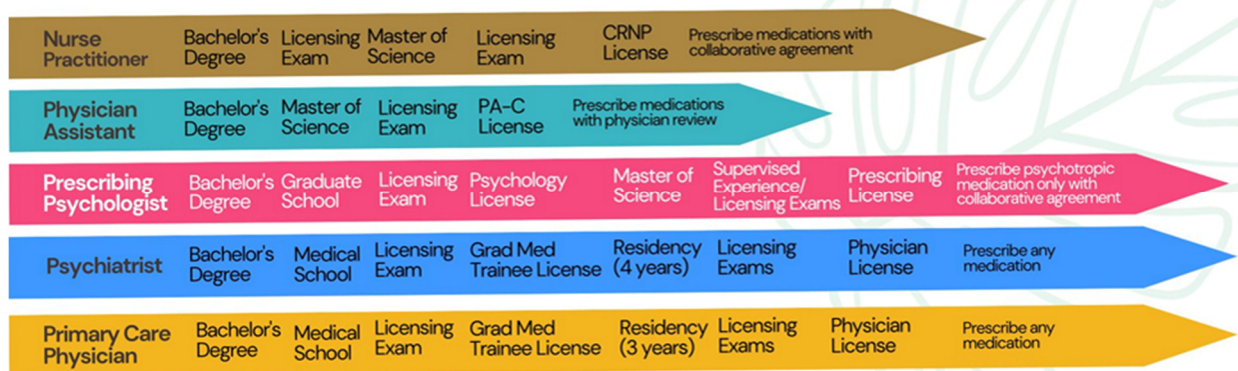 Nurse Practitioner Bachelor's Degree Licensing Exam Master of Science Licensing Exam CRNP License Prescribe medications with collaborative agreement
Physician Assistant Bachelor's Degree Master of Science Licensing Exam PA-C License Prescribe medications with physician review
Prescribing Psychologist Bachelor's Degree Graduate School Licensing Exam Psychology License Master of Science Supervised Experience/ Licensing Exams Prescribing License Prescribe psychotropic medication only with collaborative agreement
Psychiatrist Bachelor's Degree Medical School Licensing Exam Grad Med Trainee License Residency (4 years) Licensing Exams Physician License Prescribe any medication
Primary Care Physician Bachelor's Degree Medical School Licensing Exam Grad Med Trainee License Residency (3 years) Licensing Exams Physician License Prescribe any medication